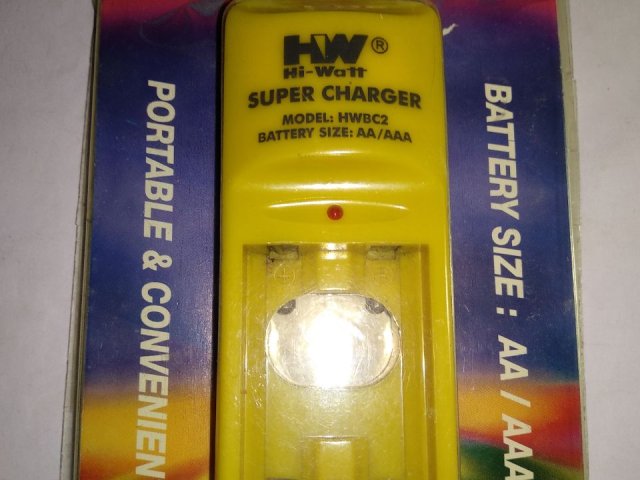 HW®
Hi-Watt
SUPER CHARGER
MODEL: HWBC2
BATTERY SIZE: AA/AAA
PORTABLE & CONVENIEN
BATTERY SIZE : AA / AAA